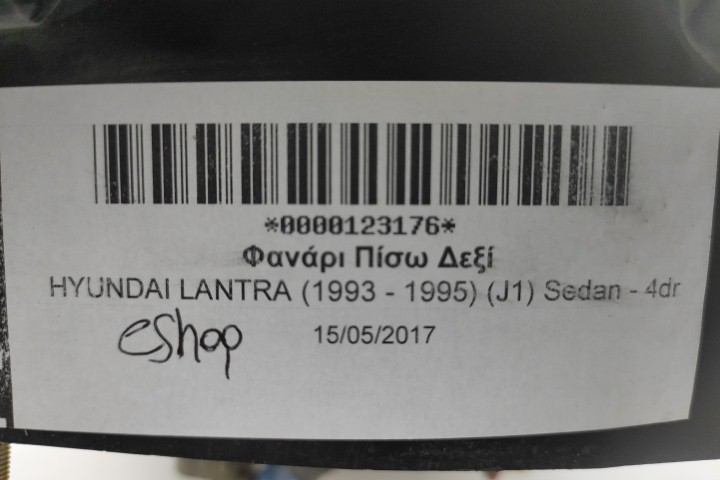 *0000123176*
Φανάρι Πίσω Δεξί
HYUNDAI LANTRA (1993 - 1995) (J1) Sedan - 4dr
eshop 15/05/2017